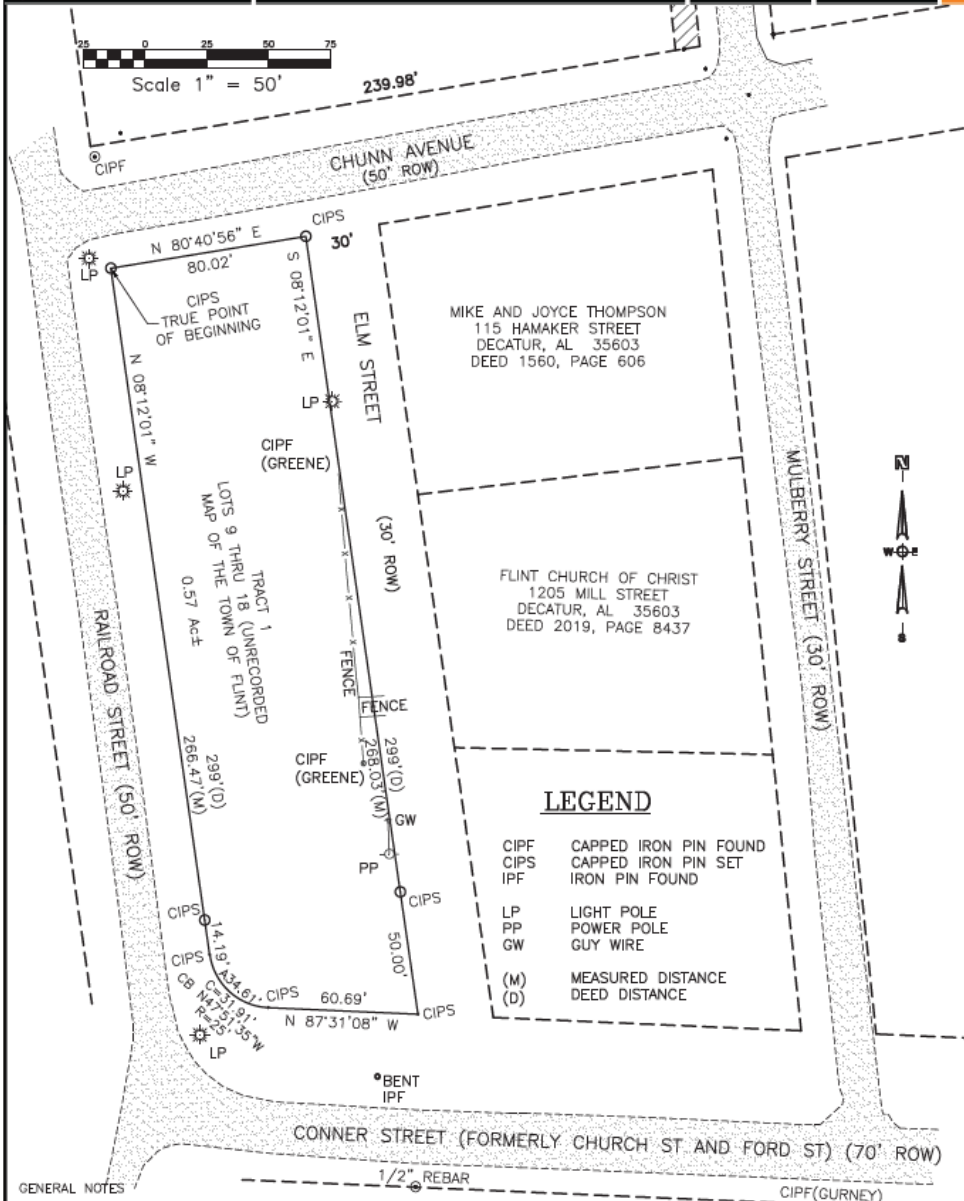 25 0 25 50 75
Scale 1" = 50'
239.98'
CIPF
CHUNN AVENUE
(50' ROW)
CIPS
N 80°40'56" E
30'
80.02'
LP
CIPS
TRUE POINT
OF BEGINNING
S 08°12'01" E
ELM STREET
(30' ROW)
N 08°12'01" W
LP
LP
CIPF
(GREENE)
MIKE AND JOYCE THOMPSON
115 HAMAKER STREET
DECATUR, AL 35603
DEED 1560, PAGE 606
MULBERRY STREET (30' ROW)
N
W E
S
TRACT 1
LOTS 9 THRU 18 (UNRECORDED
MAP OF THE TOWN OF FLINT)
0.57 Ac±
FLINT CHURCH OF CHRIST
1205 MILL STREET
DECATUR, AL 35603
DEED 2019, PAGE 8437
RAILROAD STREET (50' ROW)
x
x
x
x
x
FENCE
FENCE
299'(D)
266.47'(M)
299'(D)
268.03'(M)
CIPF
(GREENE)
GW
PP
CIPS
LEGEND
CIPF CAPPED IRON PIN FOUND
CIPS CAPPED IRON PIN SET
IPF IRON PIN FOUND
LP LIGHT POLE
PP POWER POLE
GW GUY WIRE
(M) MEASURED DISTANCE
(D) DEED DISTANCE
CIPS
14.19'
50.00'
CIPS
A34.61'
C=31.91'
CB N47°51'35"W
R=25'
CIPS
60.69'
N 87°31'08" W
CIPS
LP
BENT
IPF
CONNER STREET (FORMERLY CHURCH ST AND FORD ST) (70' ROW)
1/2" REBAR
GENERAL NOTES
CIPF(GURNEY)